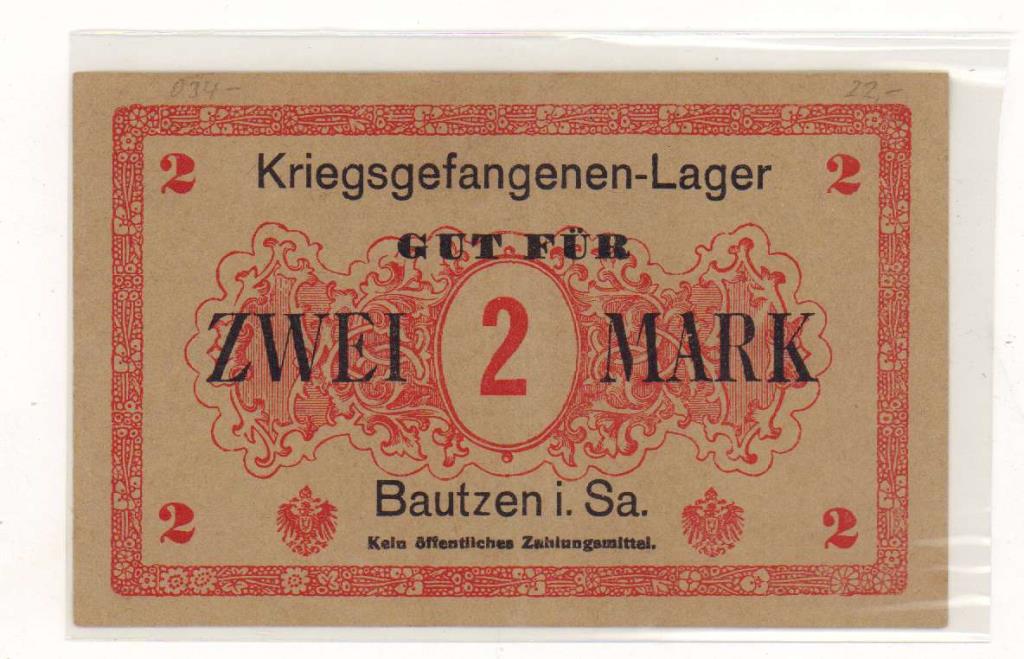 034- 22,-
2 Kriegsgefangenen-Lager 2
GUT FÜR
ZWEI 2 MARK
Bautzen i. Sa.
2 Kein öffentliches Zahlungsmittel. 2